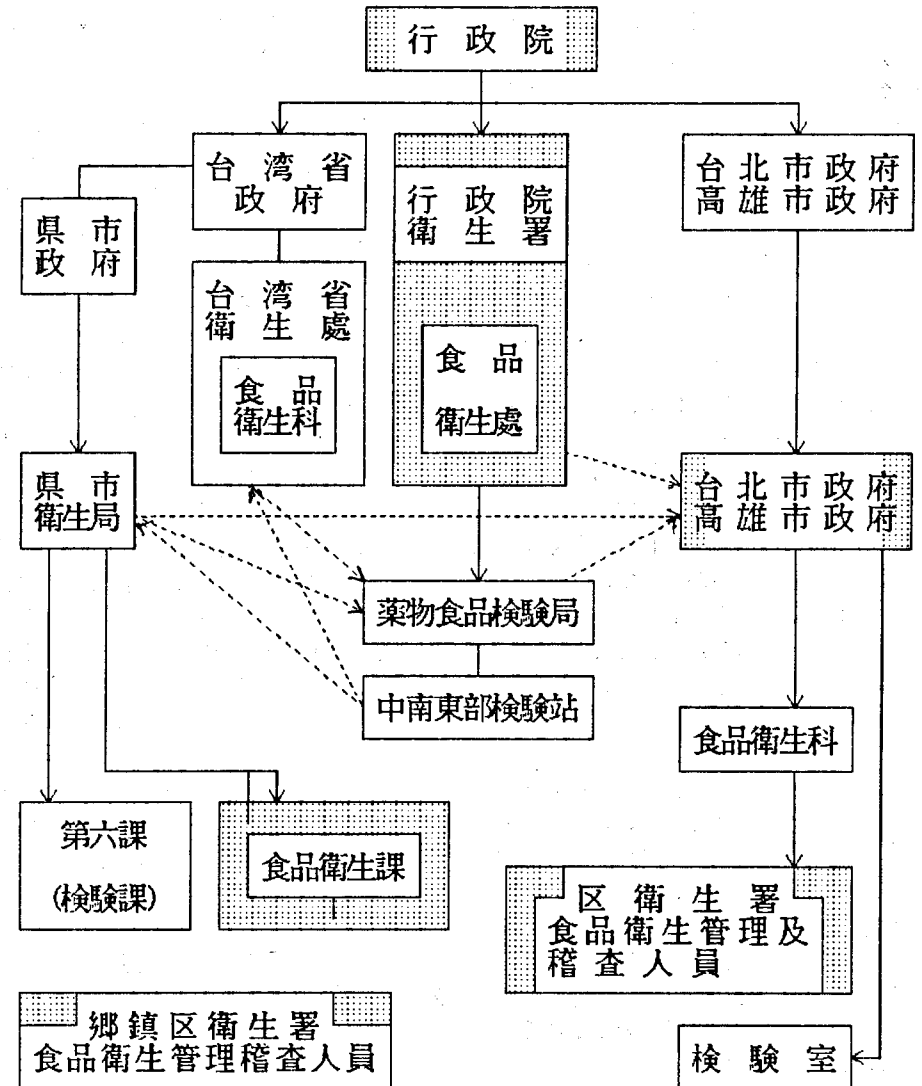 行政院
台湾省
政府
行政院
衛生署
台北市政府
高雄市政府
県市
政府
台湾省
衛生處
食品
衛生科
食品
衛生處
県市
衛生局
台北市政府
高雄市政府
薬物食品検験局
中南東部検験站
食品衛生科
第六課
(検験課)
食品衛生課
区衛生署
食品衛生管理及
稽査人員
郷鎮区衛生署
食品衛生管理稽査人員
検験室